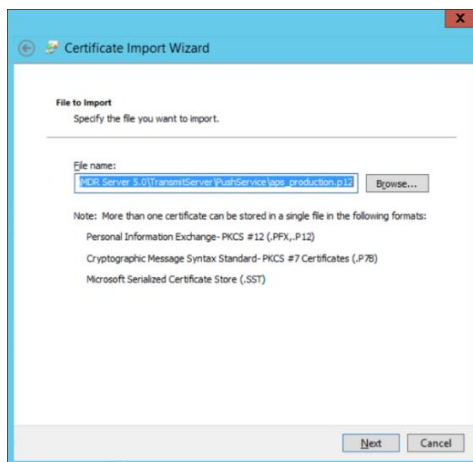 X
Certificate Import Wizard
File to Import
Specify the file you want to import.
File name:
MDR Server 5.0\TransmitServer\PushService\aps_production.p12
Browse...
Note: More than one certificate can be stored in a single file in the following formats:
Personal Information Exchange- PKCS #12 (.PFX,.P12)
Cryptographic Message Syntax Standard- PKCS #7 Certificates (.P7B)
Microsoft Serialized Certificate Store (.SST)
Next Cancel